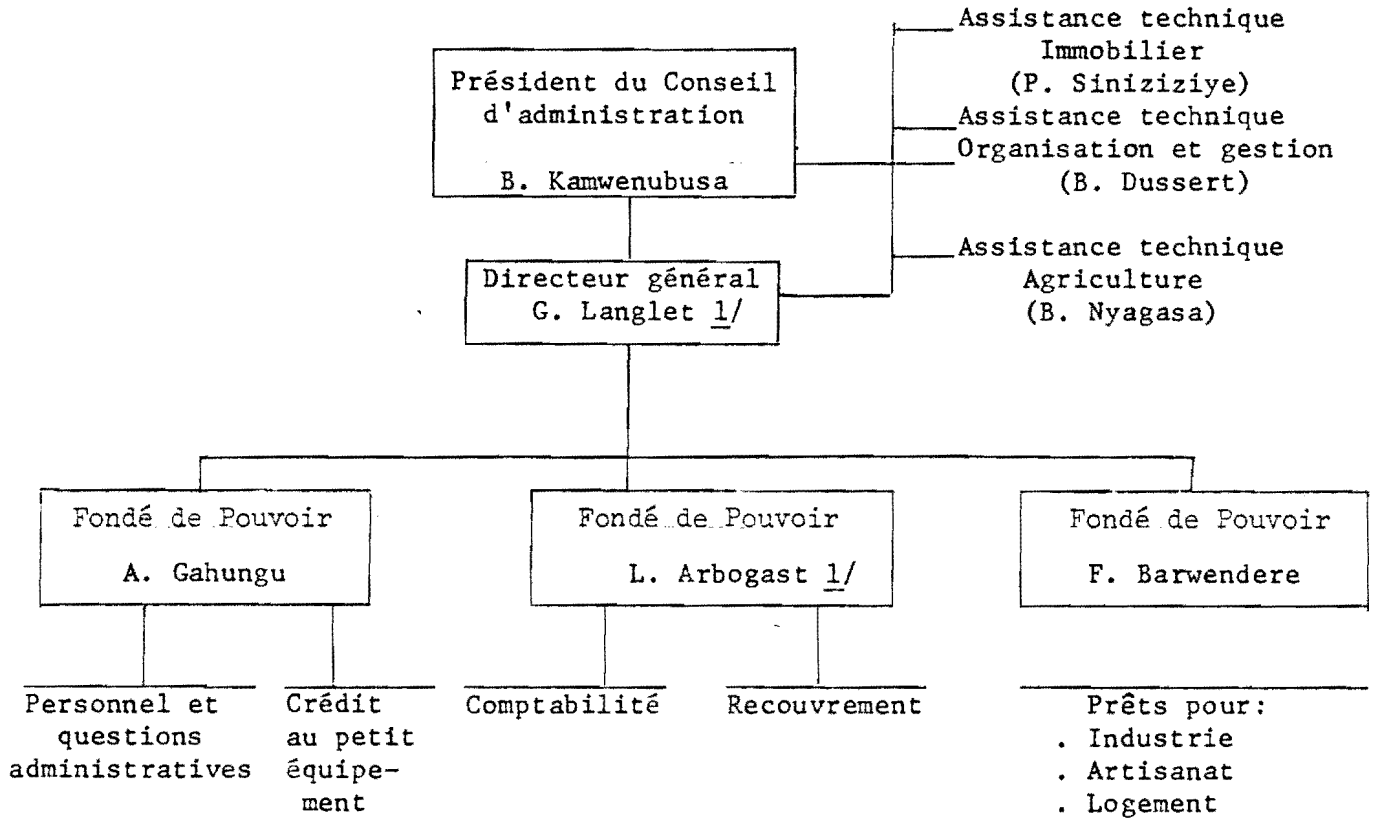 Président du Conseil
d'administration
B. Kamwenubusa
Assistance technique
Immobilier
(P. Siniziziye)
Assistance technique
Organisation et gestion
(B. Dussert)
Assistance technique
Agriculture
(B. Nyagasa)
Directeur général
G. Langlet 1/
Fondé de Pouvoir
A. Gahungu
Fondé de Pouvoir
L. Arbogast 1/
Fondé de Pouvoir
F. Barwendere
Personnel et
questions
administratives
Crédit
au petit
équipe-
ment
Comptabilité
Recouvrement
Prêts pour:
. Industrie
. Artisanat
. Logement